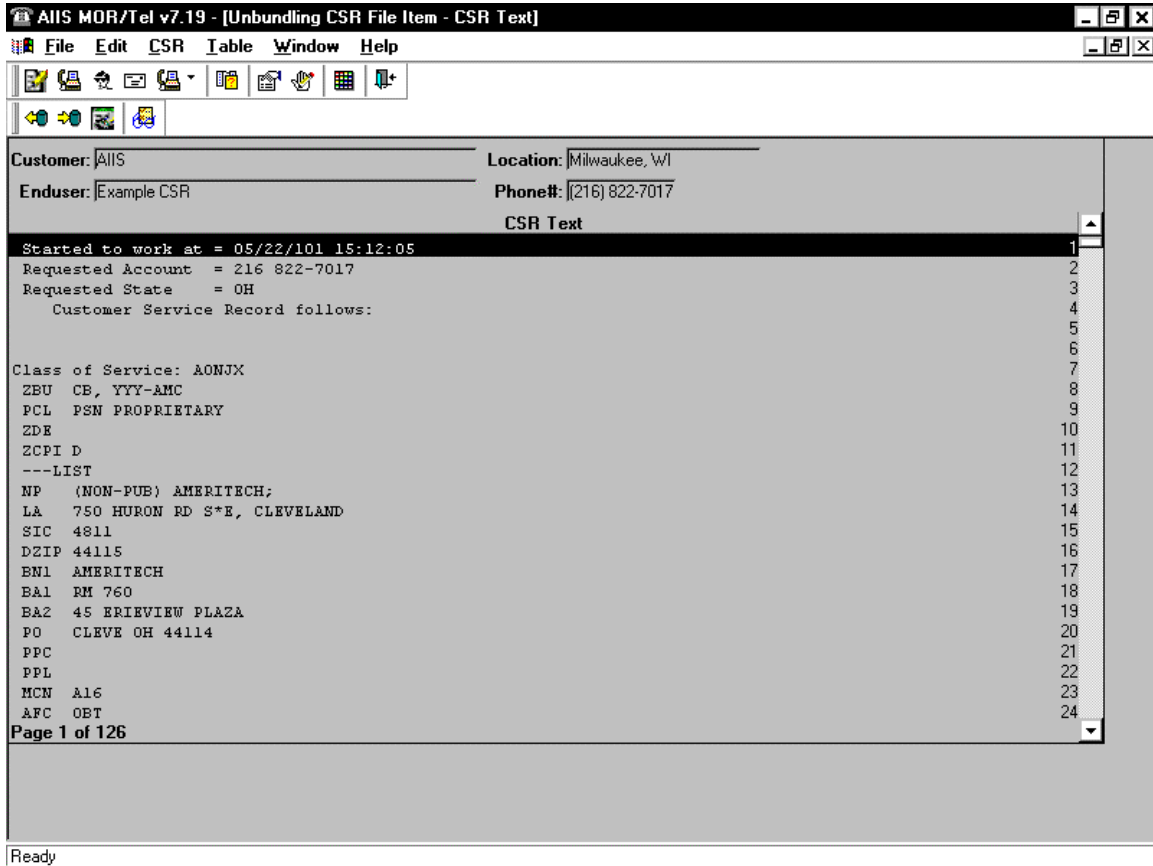 AIIS MOR/Tel v7.19 - [Unbundling CSR File Item - CSR Text]
File Edit CSR Table Window Help
Customer: AIIS Location: Milwaukee, WI
Enduser: Example CSR Phone#: (216) 822-7017
CSR Text
Started to work at = 05/22/101 15:12:05 1
Requested Account = 216 822-7017 2
Requested State = OH 3
Customer Service Record follows: 4
5
6
Class of Service: AONJX 7
ZBU CB, YYY-AMC 8
PCL PSN PROPRIETARY 9
ZDE 10
ZCPI D 11
---LIST 12
NP (NON-PUB) AMERITECH; 13
LA 750 HURON RD S*E, CLEVELAND 14
SIC 4811 15
DZIP 44115 16
BN1 AMERITECH 17
BA1 RM 760 18
BA2 45 ERIEVIEW PLAZA 19
PO CLEVE OH 44114 20
PPC 21
PPL 22
MCN A16 23
AFC OBT 24
Page 1 of 126
Ready